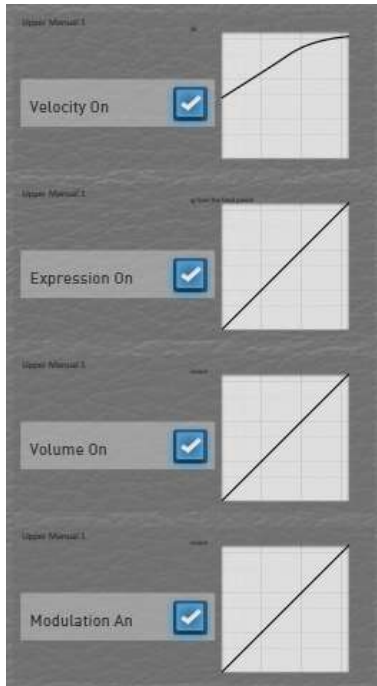 Upper Manual 1
Velocity On
Upper Manual 1
Expression On
Upper Manual 1
Volume On
Upper Manual 1
Modulation An